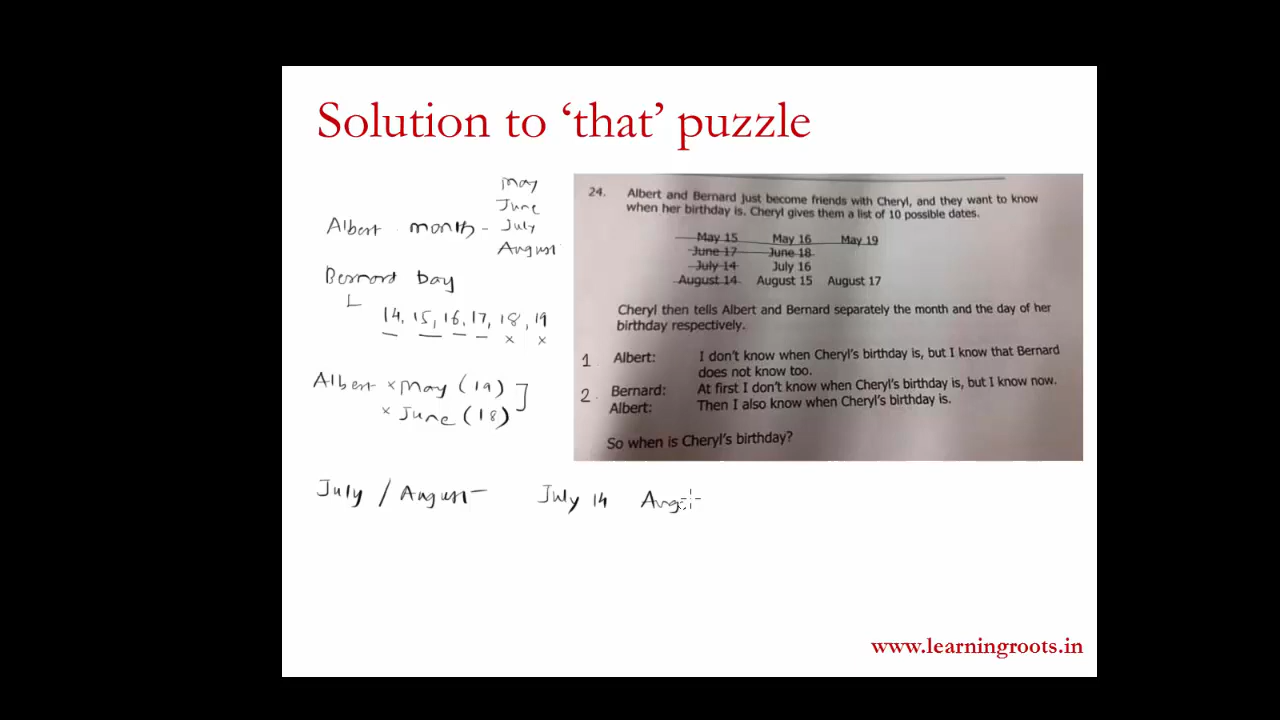 Solution to ‘that’ puzzle
May
June
Albert month - July
August
Bernard Day
14, 15, 16, 17, 18, 19
x x
Albert x May (19)
x June (18)
July / August - July 14
24. Albert and Bernard just become friends with Cheryl, and they want to know
when her birthday is. Cheryl gives them a list of 10 possible dates.
May 15 May 16 May 19
June 17 June 18
July 14 July 16
August 14 August 15 August 17
Cheryl then tells Albert and Bernard separately the month and the day of her
birthday respectively.
1 Albert: I don't know when Cheryl's birthday is, but I know that Bernard
does not know too.
2. Bernard: At first I don't know when Cheryl's birthday is, but I know now.
Albert: Then I also know when Cheryl's birthday is.
So when is Cheryl's birthday?
www.learningroots.in